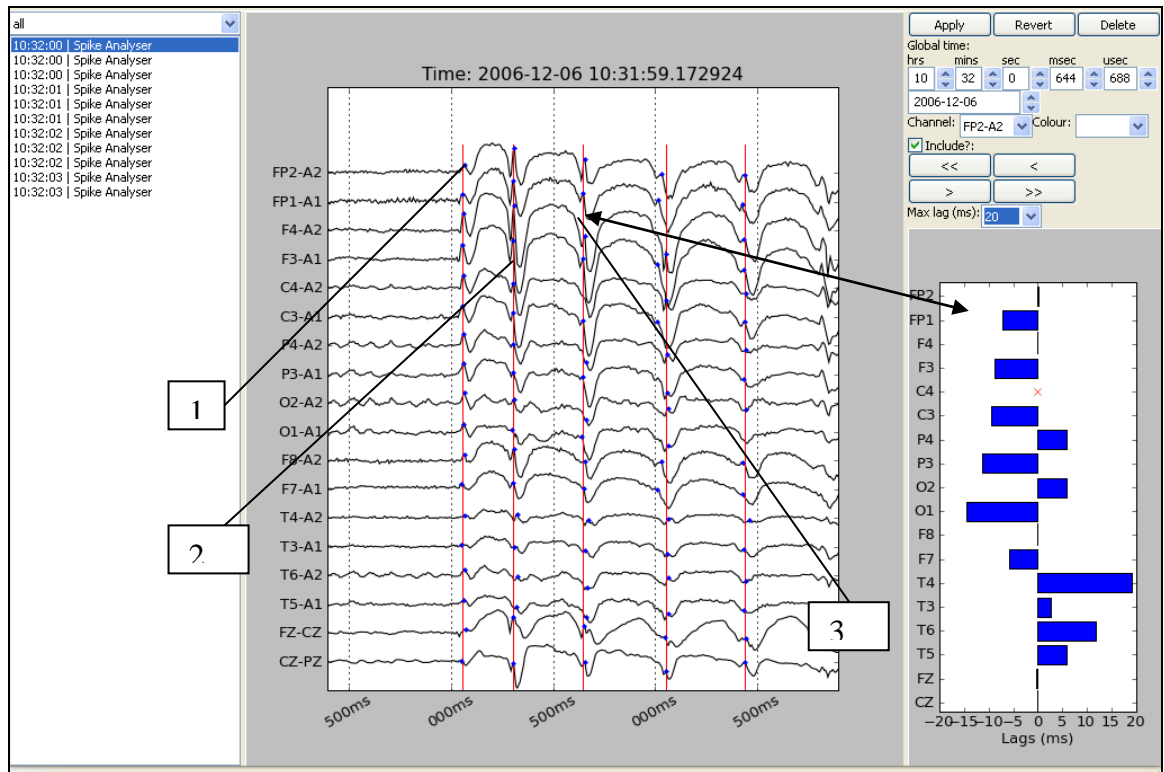 all
10:32:00 | Spike Analyser
10:32:00 | Spike Analyser
10:32:00 | Spike Analyser
10:32:01 | Spike Analyser
10:32:01 | Spike Analyser
10:32:01 | Spike Analyser
10:32:02 | Spike Analyser
10:32:02 | Spike Analyser
10:32:02 | Spike Analyser
10:32:03 | Spike Analyser
10:32:03 | Spike Analyser
Time: 2006-12-06 10:31:59.172924
FP2-A2
FP1-A1
F4-A2
F3-A1
C4-A2
C3-A1
P4-A2
P3-A1
O2-A2
O1-A1
F8-A2
F7-A1
T4-A2
T3-A1
T6-A2
T5-A1
FZ-CZ
CZ-PZ
500ms 000ms 500ms 000ms 500ms
1
2
3
Apply Revert Delete
Global time:
hrs mins sec msec usec
10 32 0 644 688
2006-12-06
Channel: FP2-A2 Colour:
Include?:
<< <
> >>
Max lag (ms): 20
FP2
FP1
F4
F3
C4
C3
P4
P3
O2
O1
F8
F7
T4
T3
T6
T5
FZ
CZ
−20−15−10−5 0 5 10 15 20
Lags (ms)